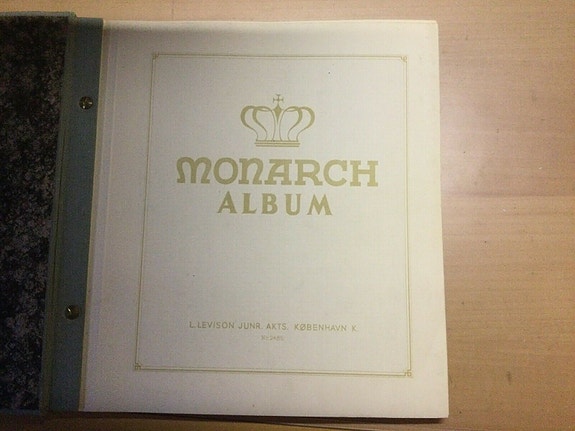 MONARCH
ALBUM
L. LEVISON JUNR. AKTS. KØBENHAVN K.